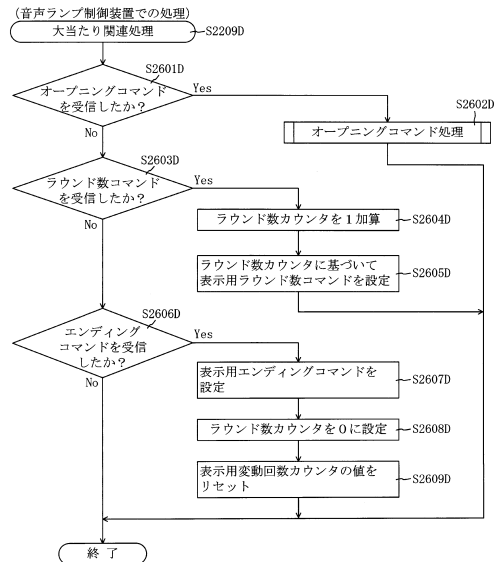 (音声ランプ制御装置での処理)
大当たり関連処理
S2209D
S2601D
オープニングコマンド
を受信したか?
Yes
No
S2602D
オープニングコマンド処理
S2603D
ラウンド数コマンド
を受信したか?
Yes
No
ラウンド数カウンタを1加算
S2604D
ラウンド数カウンタに基づいて
表示用ラウンド数コマンドを設定
S2605D
S2606D
エンディング
コマンドを受信
したか?
Yes
No
表示用エンディングコマンドを
設定
S2607D
ラウンド数カウンタを0に設定
S2608D
表示用変動回数カウンタの値を
リセット
S2609D
終了